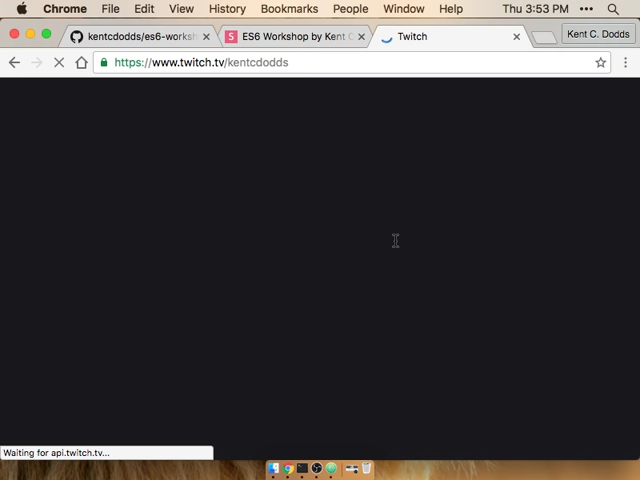 Chrome File Edit View History Bookmarks People Window Help Thu 3:53 PM
kentcdodds/es6-worksh ES6 Workshop by Kent C Twitch Kent C. Dodds
https://www.twitch.tv/kentcdodds
S
Waiting for api.twitch.tv...